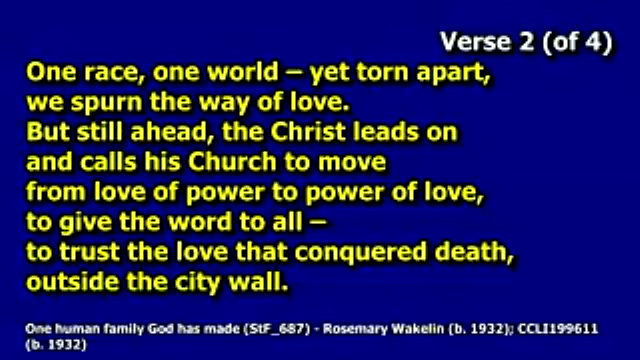 Verse 2 (of 4)
One race, one world – yet torn apart,
we spurn the way of love.
But still ahead, the Christ leads on
and calls his Church to move
from love of power to power of love,
to give the word to all –
to trust the love that conquered death,
outside the city wall.
One human family God has made (StF_687) - Rosemary Wakelin (b. 1932); CCLI199611
(b. 1932)